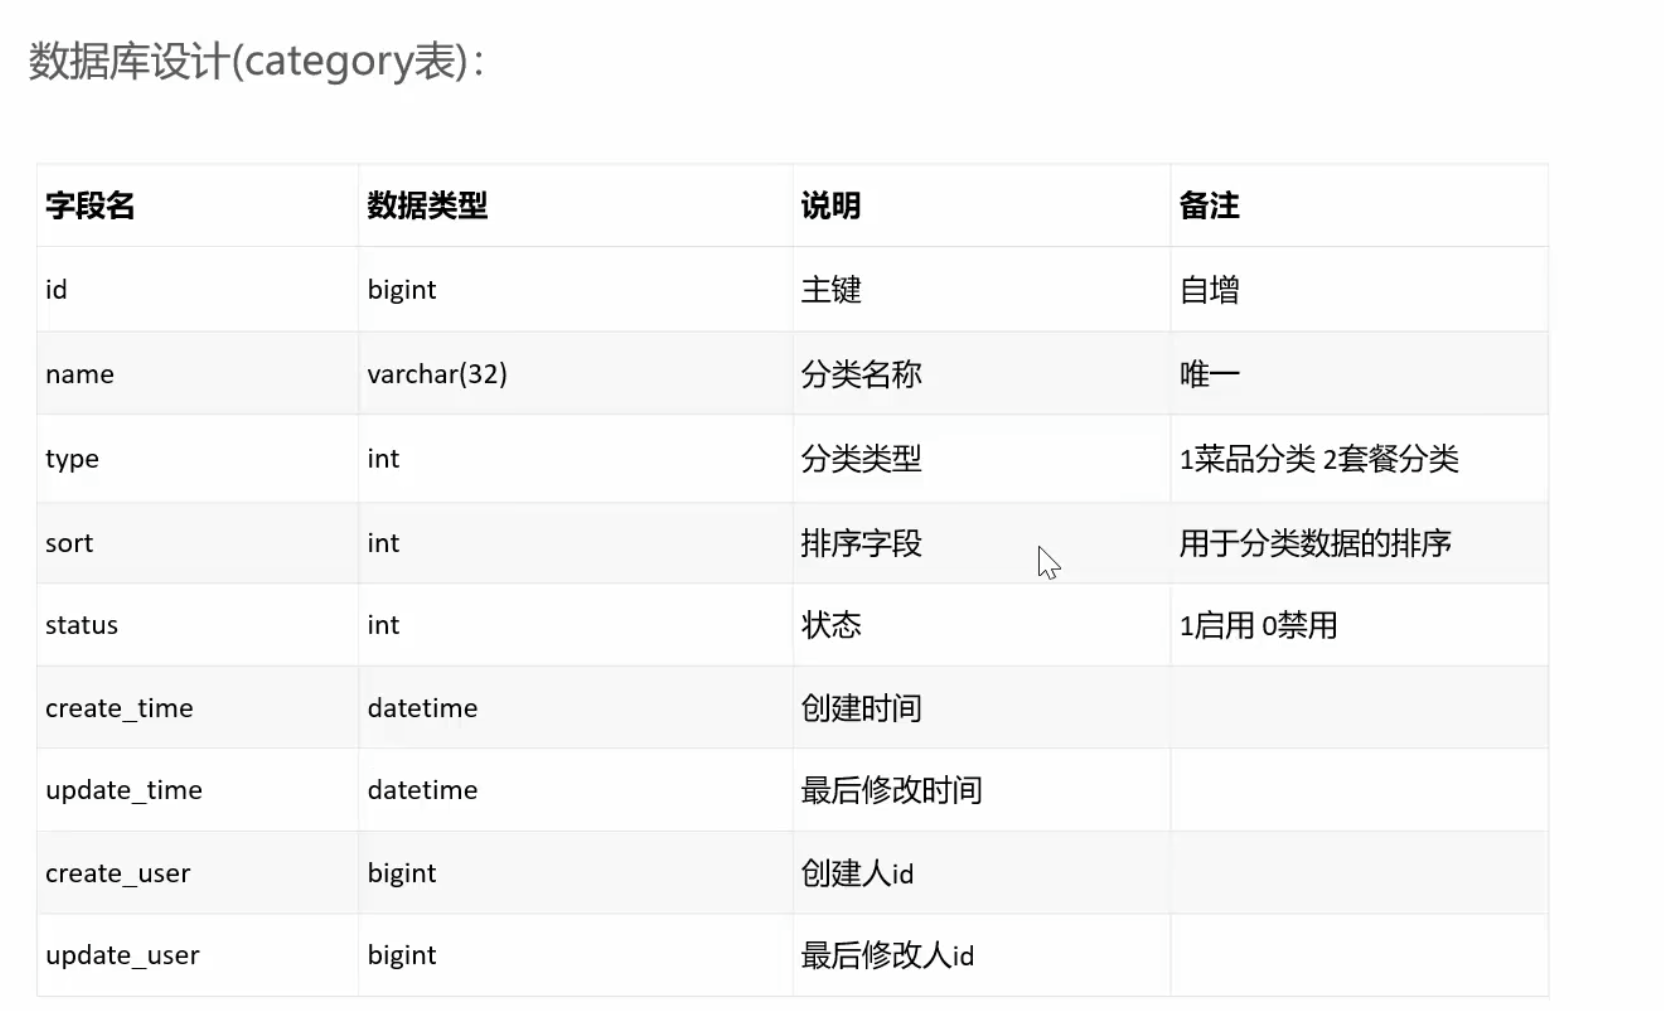 数据库设计(category表)：
字段名 数据类型 说明 备注
id bigint 主键 自增
name varchar(32) 分类名称 唯一
type int 分类类型 1菜品分类 2套餐分类
sort int 排序字段 用于分类数据的排序
status int 状态 1启用 0禁用
create_time datetime 创建时间
update_time datetime 最后修改时间
create_user bigint 创建人id
update_user bigint 最后修改人id